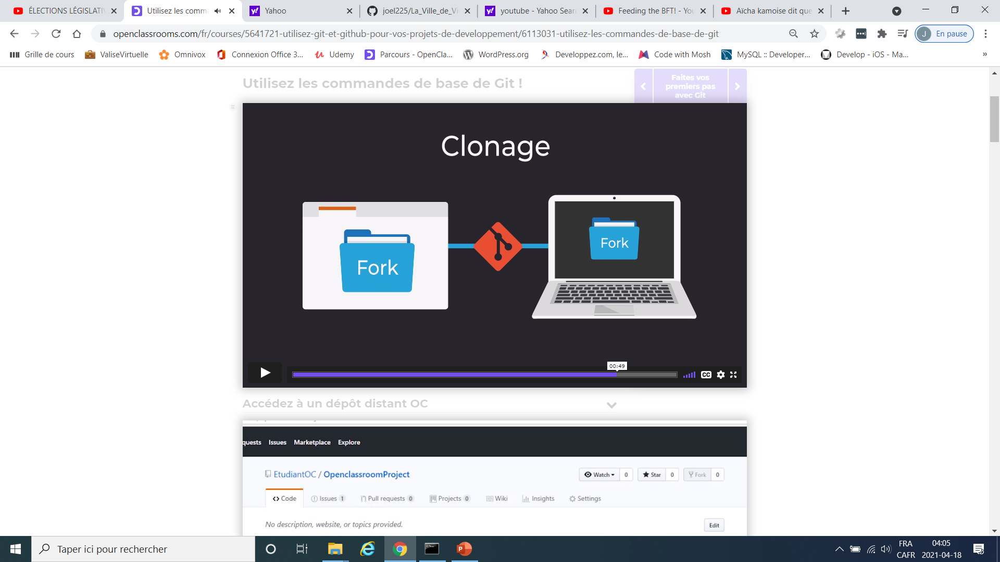 ÉLECTIONS LÉGISLATIV
Utilisez les comm
Yahoo
joel225/La_Ville_de_Vi
youtube - Yahoo Sear
Feeding the BFT! - You
Aïcha kamoise dit que
openclassrooms.com/fr/courses/5641721-utilisez-git-et-github-pour-vos-projets-de-developpement/6113031-utilisez-les-commandes-de-base-de-git
J En pause
Grille de cours
ValiseVirtuelle
Omnivox
Connexion Office 3...
Udemy
Parcours - OpenCla...
WordPress.org
Developpez.com, le...
Code with Mosh
MySQL :: Developer...
Develop - iOS - Ma...
»
Utilisez les commandes de base de Git !
Faites vos
premiers pas
avec Git
#
Clonage
Fork
Fork
00:49
CC
Accédez à un dépôt distant OC
quests Issues Marketplace Explore
EtudiantOC / OpenclassroomProject
Watch 0
Star 0
Fork 0
Code
Issues 1
Pull requests 0
Projects 0
Wiki
Insights
Settings
No description, website, or topics provided.
Edit
Taper ici pour rechercher
FRA
CAFR
04:05
2021-04-18